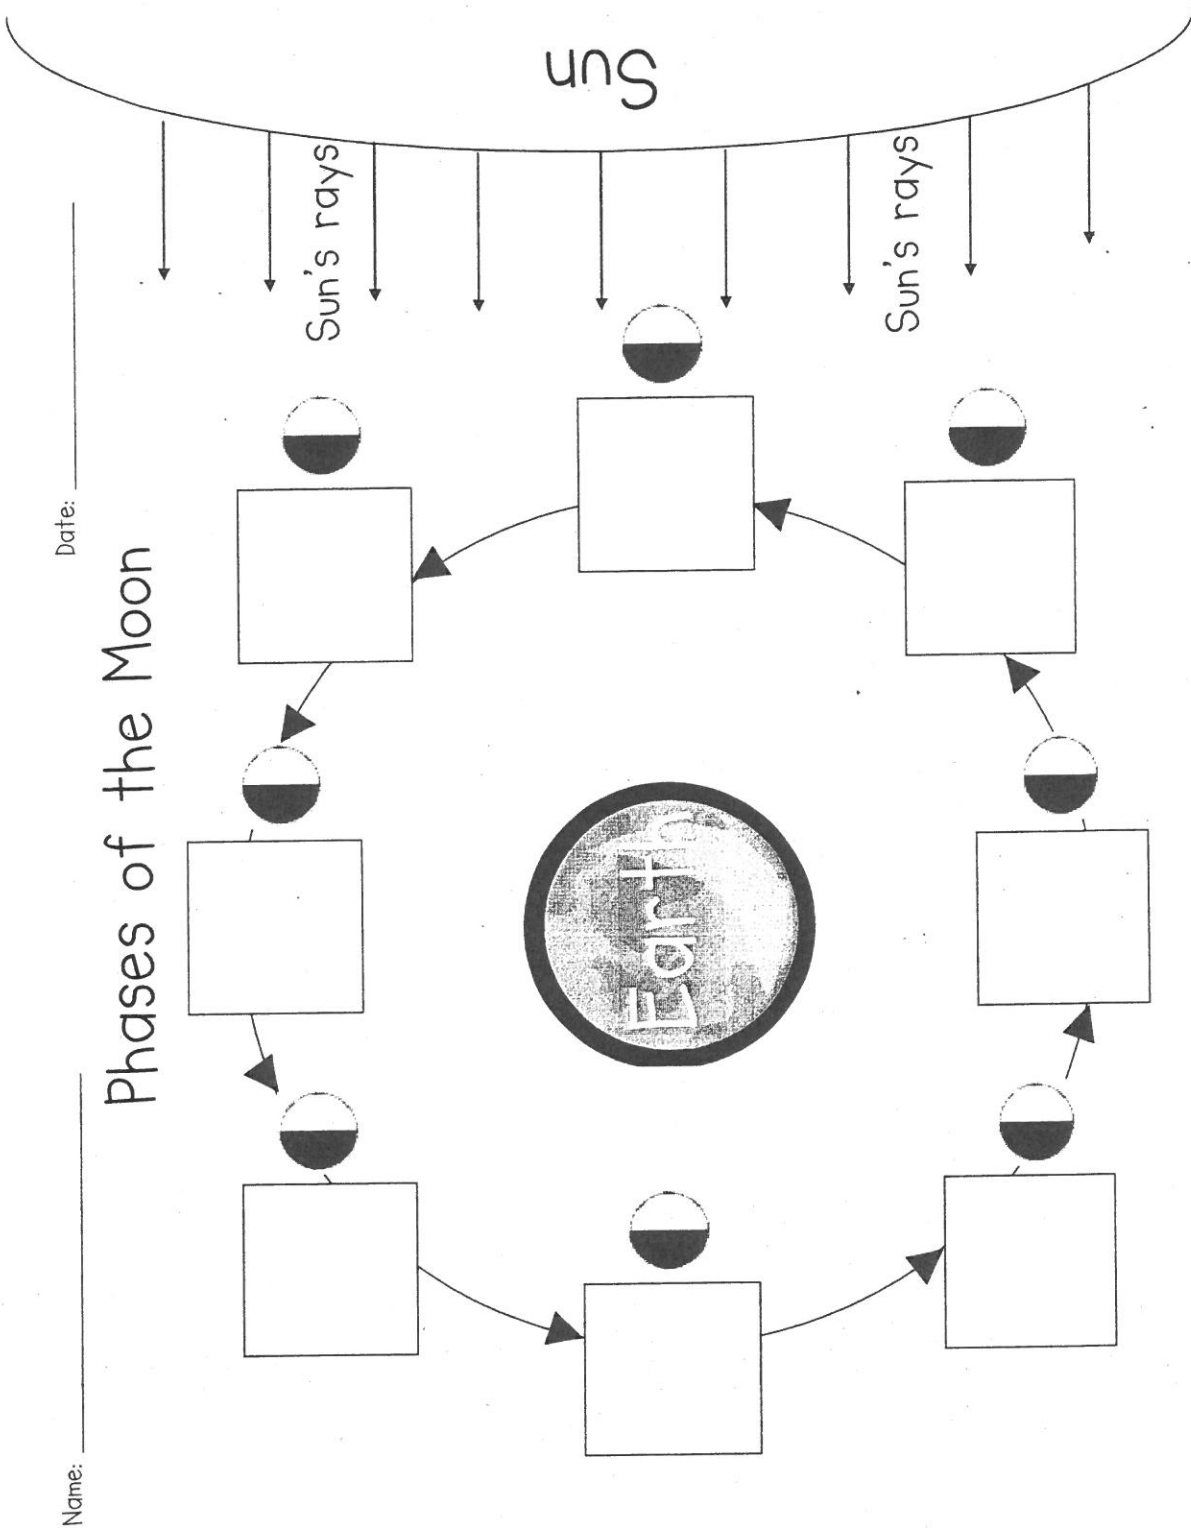 Name:
Date:
Phases of the Moon
Sun's rays
Sun
Earth
Sun's rays